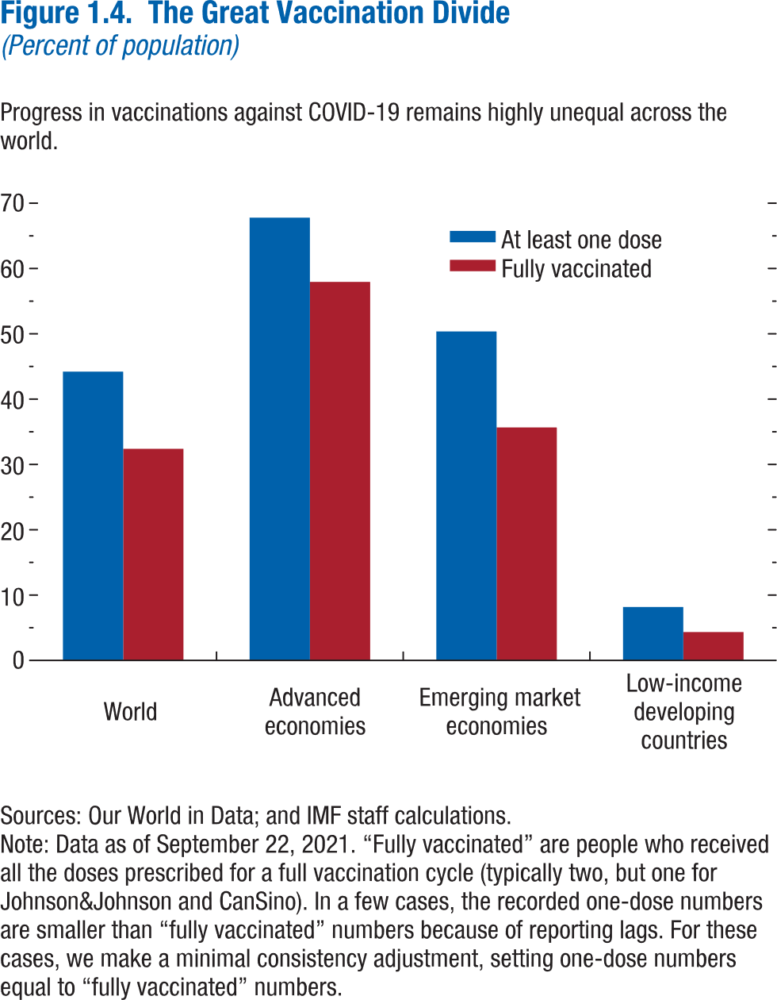 Figure 1.4. The Great Vaccination Divide
(Percent of population)
Progress in vaccinations against COVID-19 remains highly unequal across the
world.
70
60
50
40
30
20
10
0
At least one dose
Fully vaccinated
World
Advanced
economies
Emerging market
economies
Low-income
developing
countries
Sources: Our World in Data; and IMF staff calculations.
Note: Data as of September 22, 2021. “Fully vaccinated” are people who received
all the doses prescribed for a full vaccination cycle (typically two, but one for
Johnson&Johnson and CanSino). In a few cases, the recorded one-dose numbers
are smaller than “fully vaccinated” numbers because of reporting lags. For these
cases, we make a minimal consistency adjustment, setting one-dose numbers
equal to “fully vaccinated” numbers.